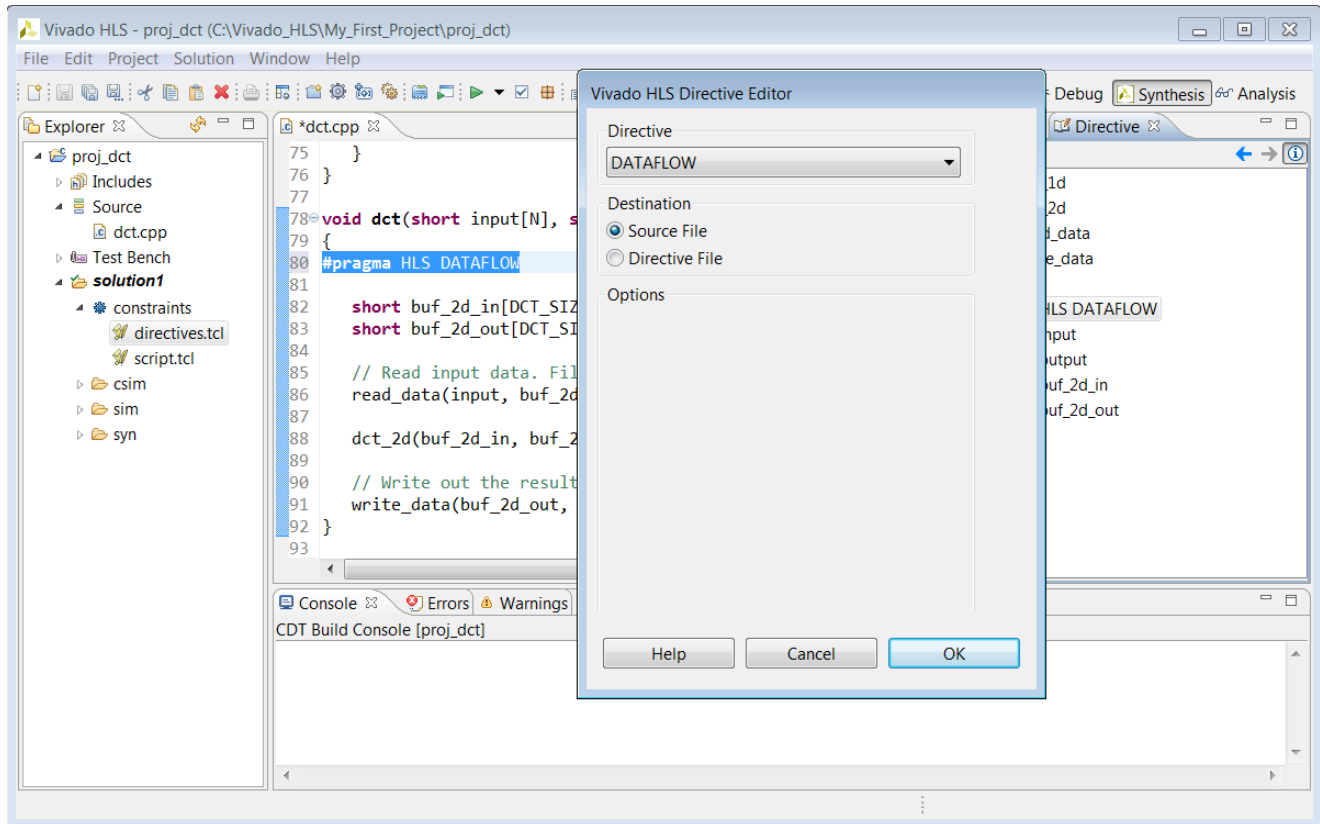 Vivado HLS - proj_dct (C:\Vivado_HLS\My_First_Project\proj_dct)
File Edit Project Solution Window Help
Debug Synthesis Analysis
Explorer
proj_dct
Includes
Source
dct.cpp
Test Bench
solution1
constraints
directives.tcl
script.tcl
csim
sim
syn
*dct.cpp
75 }
76 }
77
78 void dct(short input[N], s
79 {
80 #pragma HLS DATAFLOW
81
82 short buf_2d_in[DCT_SIZ
83 short buf_2d_out[DCT_SI
84
85 // Read input data. Fil
86 read_data(input, buf_2d
87
88 dct_2d(buf_2d_in, buf_2
89
90 // Write out the result
91 write_data(buf_2d_out,
92 }
93
Vivado HLS Directive Editor
Directive
DATAFLOW
Destination
Source File
Directive File
Options
Help Cancel OK
Directive
_1d
_2d
d_data
e_data
HLS DATAFLOW
nput
utput
uf_2d_in
uf_2d_out
Console Errors Warnings
CDT Build Console [proj_dct]